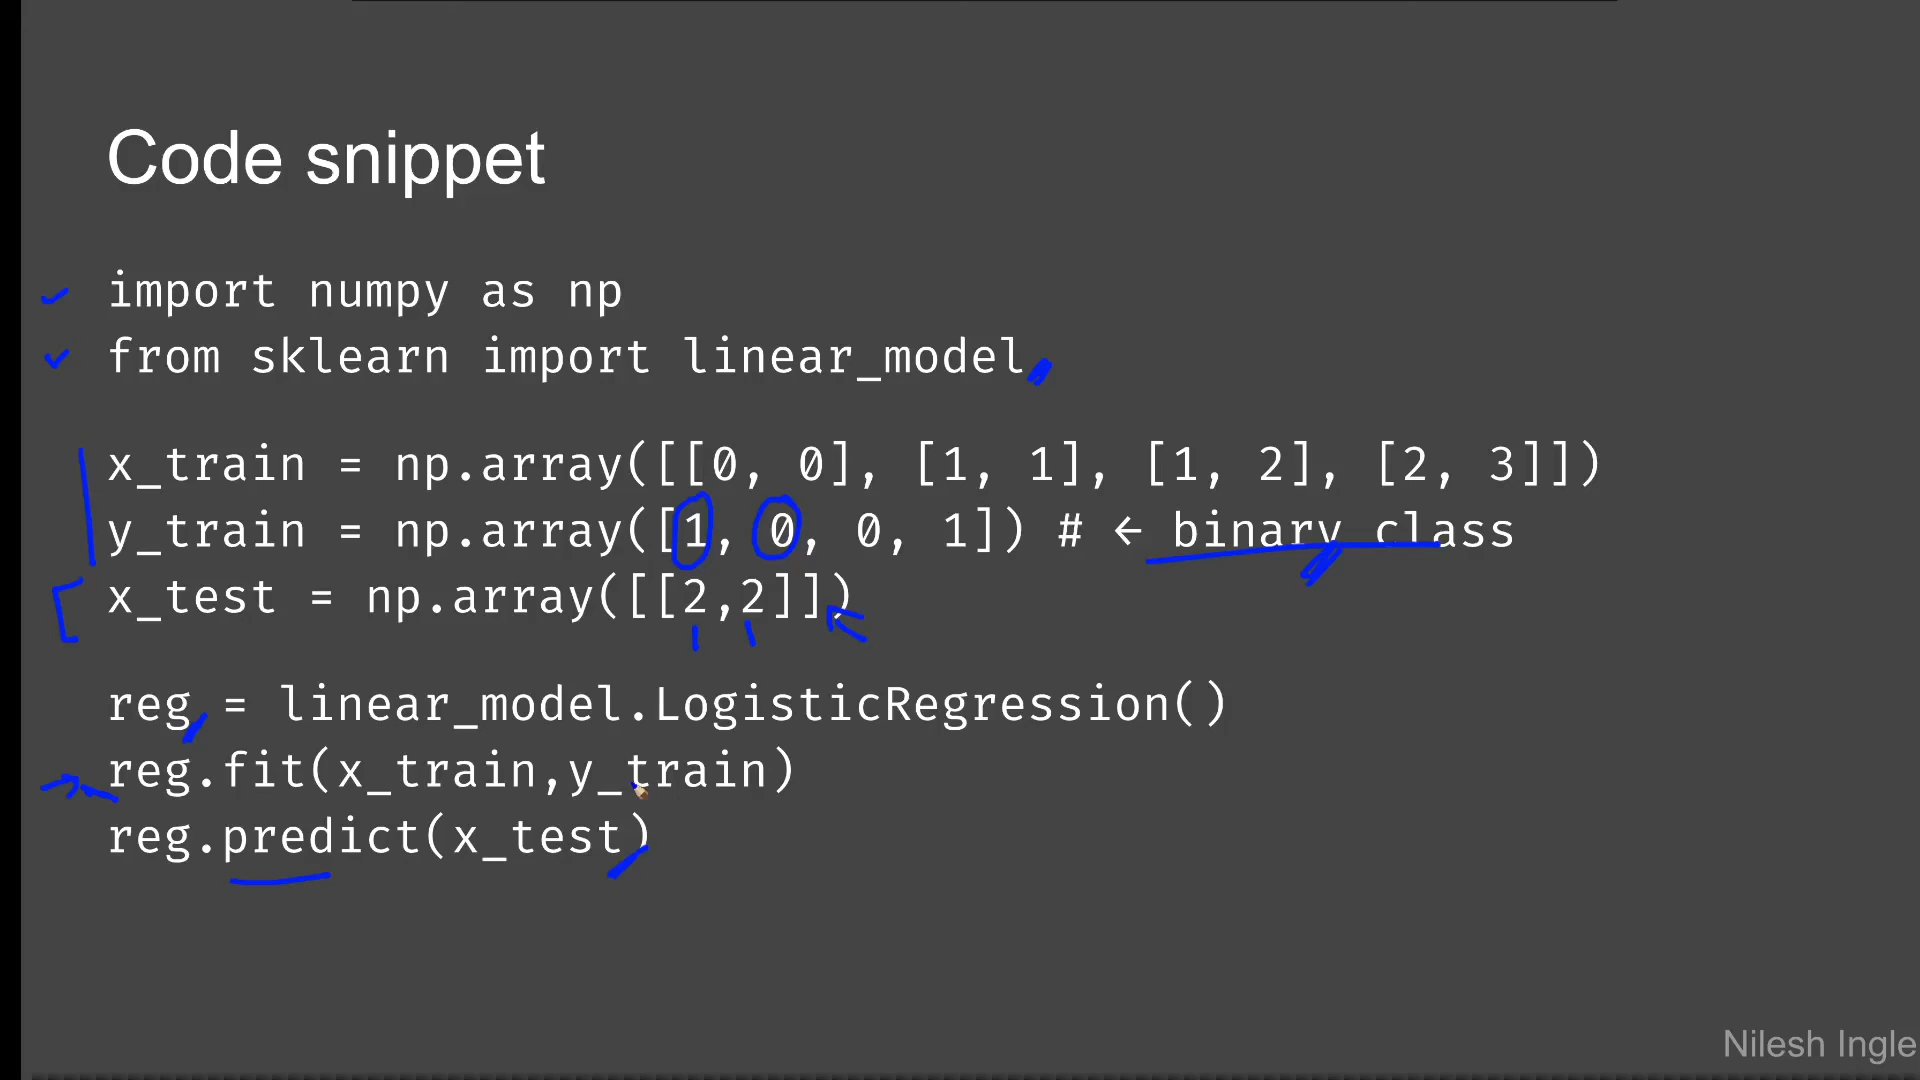 Code snippet
import numpy as np
from sklearn import linear_model
x_train = np.array([[0, 0], [1, 1], [1, 2], [2, 3]])
y_train = np.array([1, 0, 0, 1]) # ← binary class
x_test = np.array([[2,2]])
reg = linear_model.LogisticRegression()
reg.fit(x_train,y_train)
reg.predict(x_test)
Nilesh Ingle